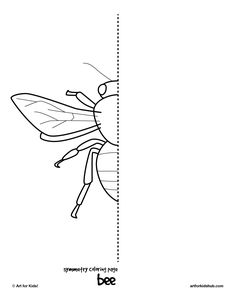 symmetry coloring page
bee
© Art for Kids!
artforkidshub.com